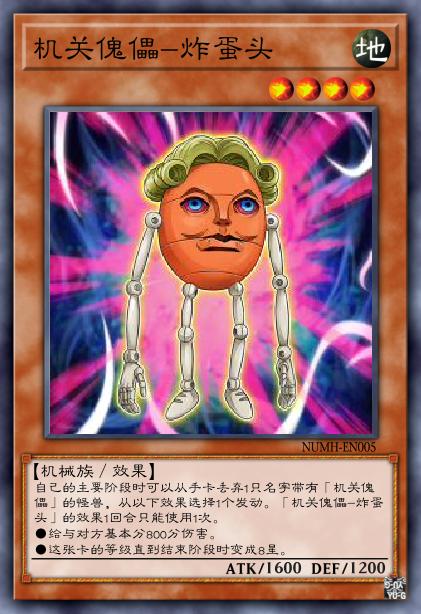 机关傀儡-炸蛋头
地
NUMH-EN005
【机械族／效果】
自己的主要阶段时可以从手卡丢弃1只名字带有「机关傀
儡」的怪兽，从以下效果选择1个发动。「机关傀儡-炸蛋
头」的效果1回合只能使用1次。
●给与对方基本分800分伤害。
●这张卡的等级直到结束阶段时变成8星。
ATK/1600 DEF/1200